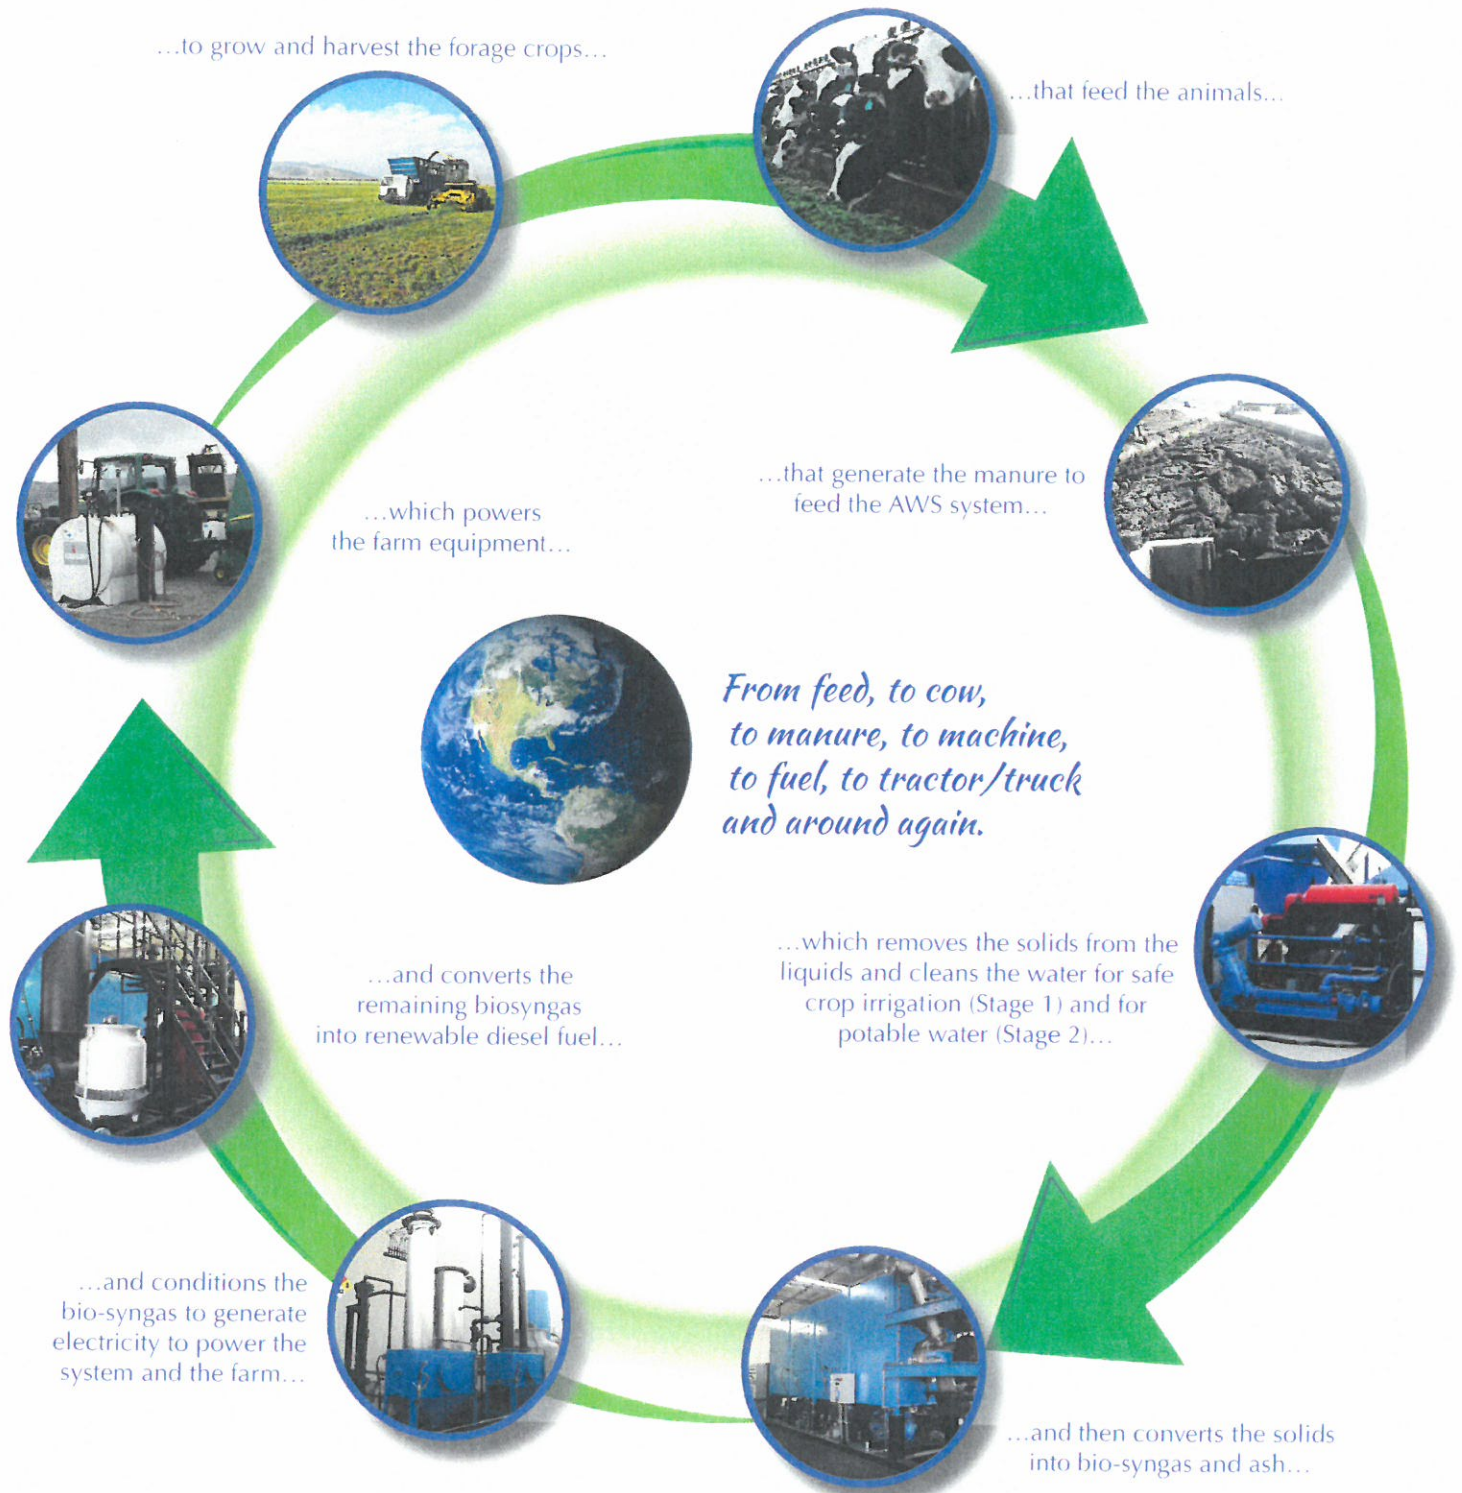 …to grow and harvest the forage crops…
…that feed the animals…
…that generate the manure to
feed the AWS system…
…which powers
the farm equipment…
From feed, to cow,
to manure, to machine,
to fuel, to tractor/truck
and around again.
…which removes the solids from the
liquids and cleans the water for safe
crop irrigation (Stage 1) and for
potable water (Stage 2)…
…and converts the
remaining biosyngas
into renewable diesel fuel…
…and conditions the
bio-syngas to generate
electricity to power the
system and the farm…
…and then converts the solids
into bio-syngas and ash…